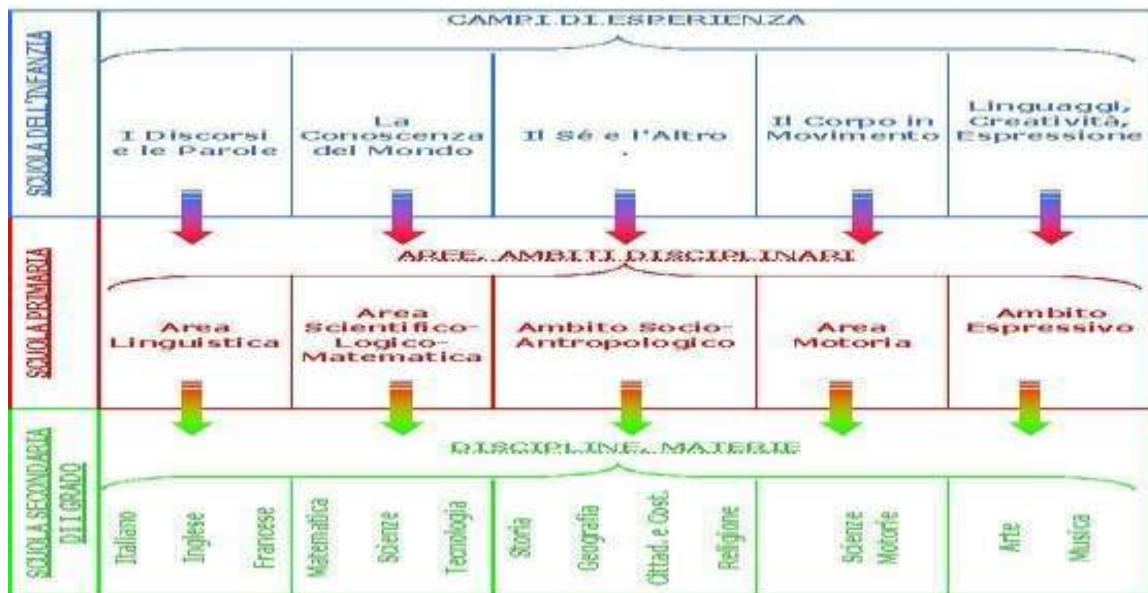 SCUOLA DELL'INFANZIA
CAMPI DI ESPERIENZA
I Discorsi
e le Parole
La
Conoscenza
del Mondo
Il Sé e l'Altro
.
Il Corpo in
Movimento
Linguaggi,
Creatività,
Espressione
SCUOLA PRIMARIA
AREE, AMBITI DISCIPLINARI
Area
Linguistica
Area
Scientifico-
Logico-
Matematica
Ambito Socio-
Antropologico
Area
Motoria
Ambito
Espressivo
SCUOLA SECONDARIA
DI I GRADO
DISCIPLINE, MATERIE
Italiano
Inglese
Francese
Matematica
Scienze
Tecnologia
Storia
Geografia
Cittad. e Cost.
Religione
Scienze
Motorie
Arte
Musica